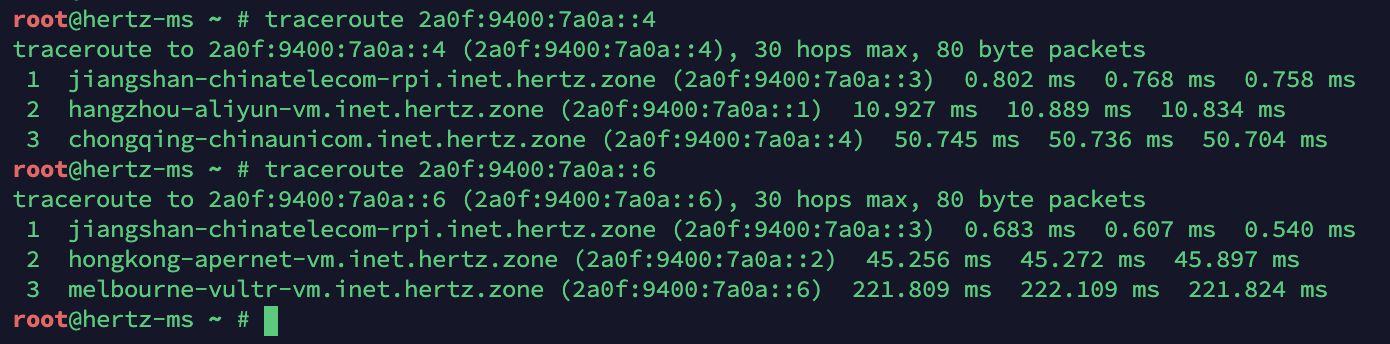 root@hertz-ms ~ # traceroute 2a0f:9400:7a0a::4
traceroute to 2a0f:9400:7a0a::4 (2a0f:9400:7a0a::4), 30 hops max, 80 byte packets
 1  jiangshan-chinatelecom-rpi.inet.hertz.zone (2a0f:9400:7a0a::3)  0.802 ms  0.768 ms  0.758 ms
 2  hangzhou-aliyun-vm.inet.hertz.zone (2a0f:9400:7a0a::1)  10.927 ms  10.889 ms  10.834 ms
 3  chongqing-chinaunicom.inet.hertz.zone (2a0f:9400:7a0a::4)  50.745 ms  50.736 ms  50.704 ms
root@hertz-ms ~ # traceroute 2a0f:9400:7a0a::6
traceroute to 2a0f:9400:7a0a::6 (2a0f:9400:7a0a::6), 30 hops max, 80 byte packets
 1  jiangshan-chinatelecom-rpi.inet.hertz.zone (2a0f:9400:7a0a::3)  0.683 ms  0.607 ms  0.540 ms
 2  hongkong-apernet-vm.inet.hertz.zone (2a0f:9400:7a0a::2)  45.256 ms  45.272 ms  45.897 ms
 3  melbourne-vultr-vm.inet.hertz.zone (2a0f:9400:7a0a::6)  221.809 ms  222.109 ms  221.824 ms
root@hertz-ms ~ #